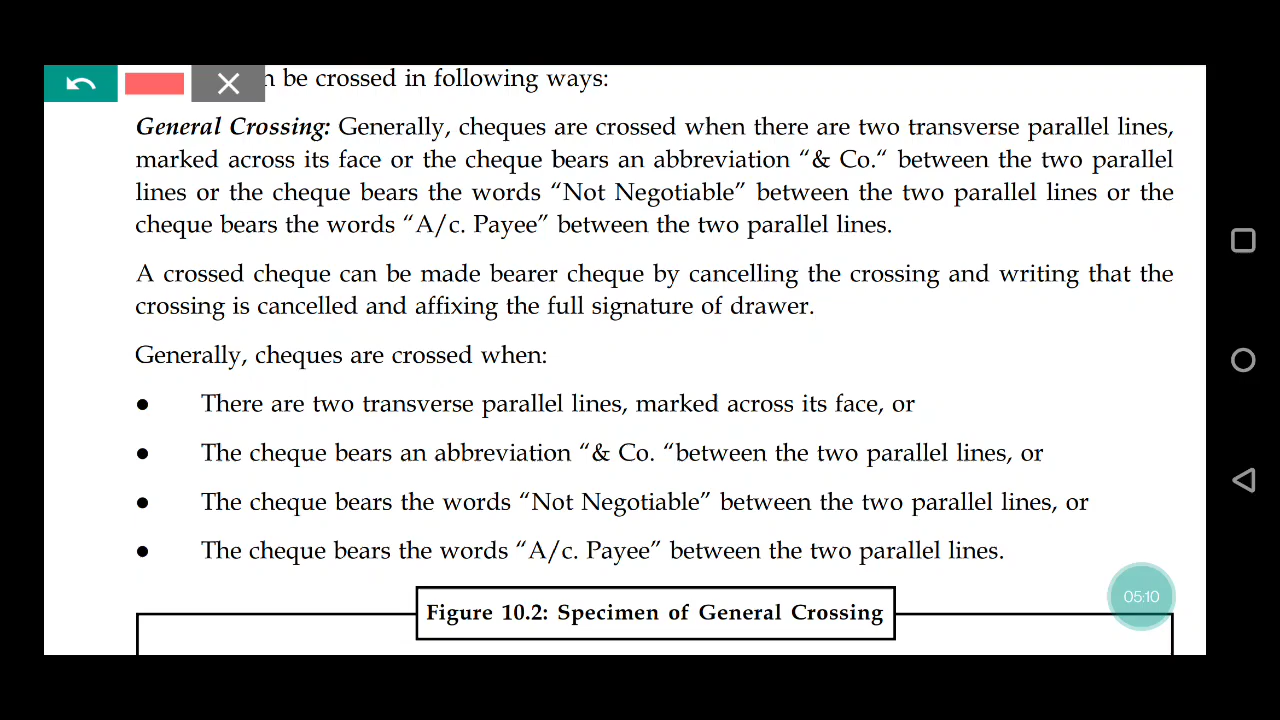 n be crossed in following ways:
General Crossing: Generally, cheques are crossed when there are two transverse parallel lines,
marked across its face or the cheque bears an abbreviation “& Co.“ between the two parallel
lines or the cheque bears the words “Not Negotiable” between the two parallel lines or the
cheque bears the words “A/c. Payee” between the two parallel lines.
A crossed cheque can be made bearer cheque by cancelling the crossing and writing that the
crossing is cancelled and affixing the full signature of drawer.
Generally, cheques are crossed when:
● There are two transverse parallel lines, marked across its face, or
● The cheque bears an abbreviation “& Co. “between the two parallel lines, or
● The cheque bears the words “Not Negotiable” between the two parallel lines, or
● The cheque bears the words “A/c. Payee” between the two parallel lines.
05:10
Figure 10.2: Specimen of General Crossing